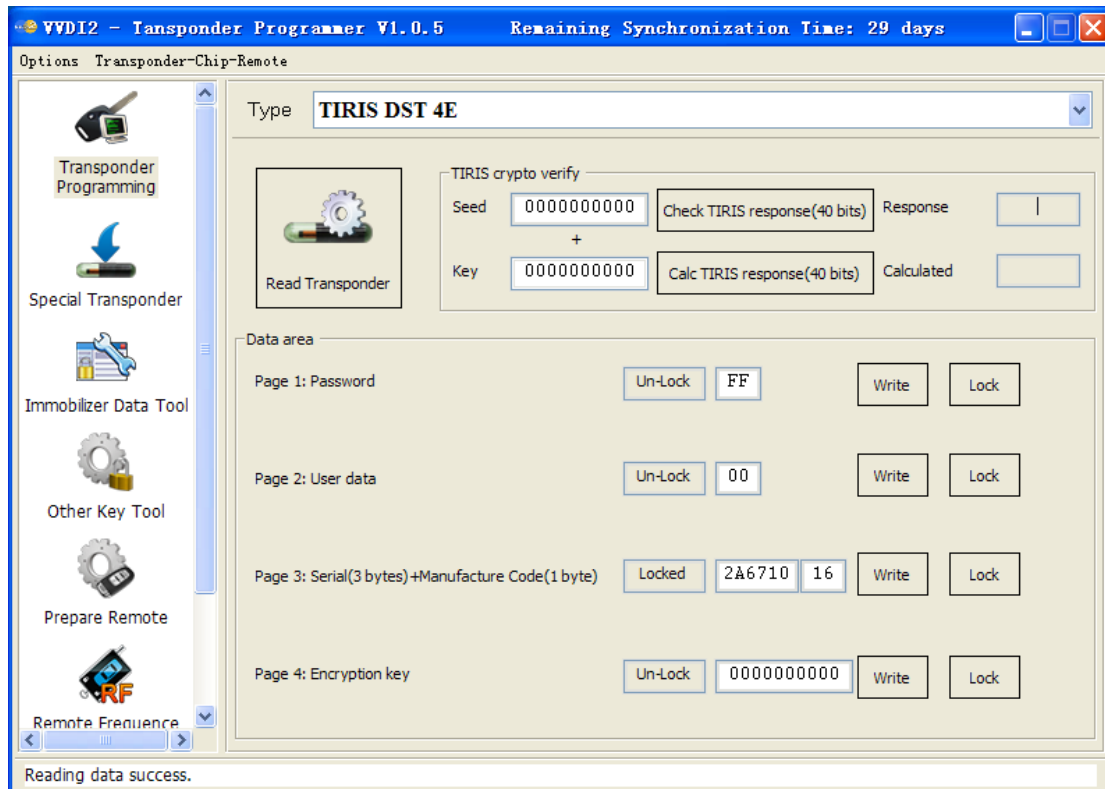 VVDI2 - Tansponder Programmer V1.0.5 Remaining Synchronization Time: 29 days
Options Transponder-Chip-Remote
Transponder
Programming
Special Transponder
Immobilizer Data Tool
Other Key Tool
Prepare Remote
RF
Remote Frequence
Type TIRIS DST 4E
Read Transponder
TIRIS crypto verify
Seed 0000000000 Check TIRIS response(40 bits) Response
+
Key 0000000000 Calc TIRIS response(40 bits) Calculated
Data area
Page 1: Password Un-Lock FF Write Lock
Page 2: User data Un-Lock 00 Write Lock
Page 3: Serial(3 bytes)+Manufacture Code(1 byte) Locked 2A6710 16 Write Lock
Page 4: Encryption key Un-Lock 0000000000 Write Lock
Reading data success.